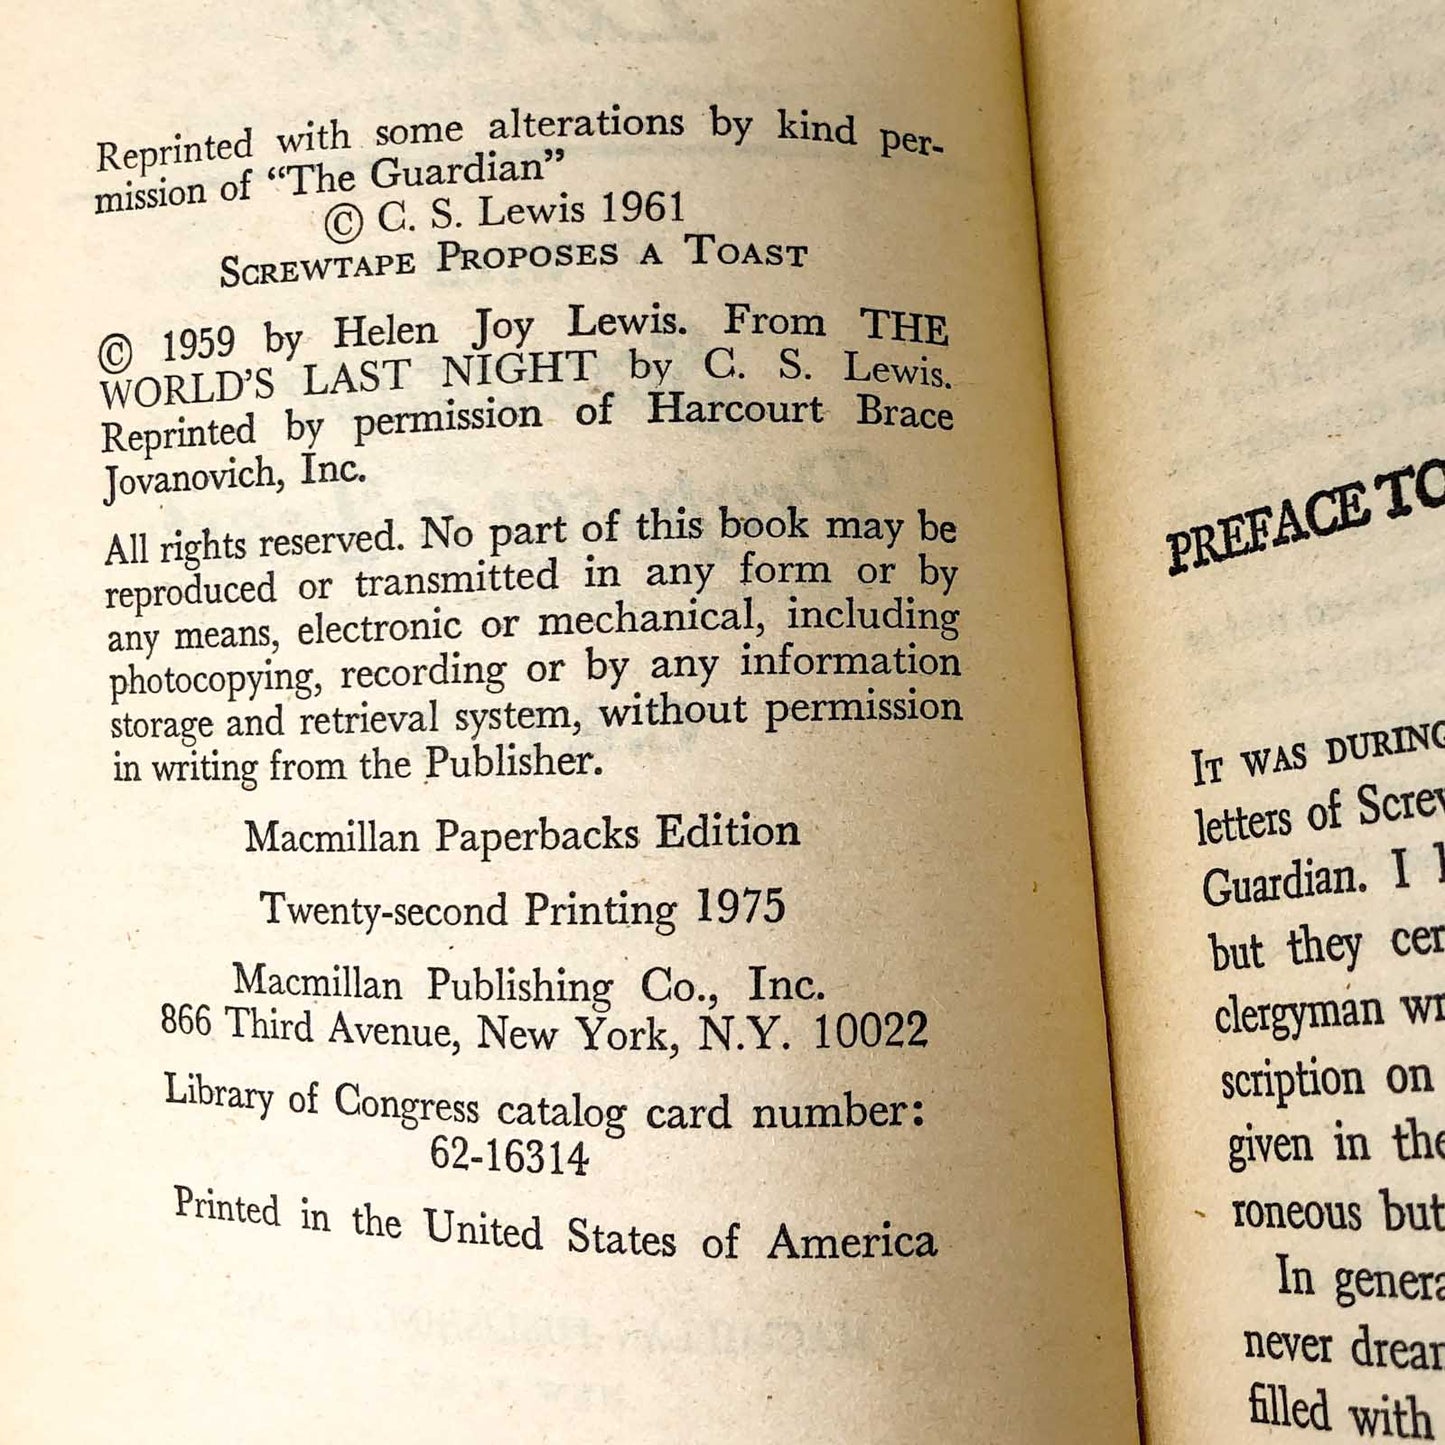 Reprinted with some alterations by kind per-
mission of “The Guardian”
© C. S. Lewis 1961
SCREWTAPE PROPOSES A TOAST
© 1959 by Helen Joy Lewis. From THE
WORLD’S LAST NIGHT by C. S. Lewis.
Reprinted by permission of Harcourt Brace
Jovanovich, Inc.
All rights reserved. No part of this book may be
reproduced or transmitted in any form or by
any means, electronic or mechanical, including
photocopying, recording or by any information
storage and retrieval system, without permission
in writing from the Publisher.
Macmillan Paperbacks Edition
Twenty-second Printing 1975
Macmillan Publishing Co., Inc.
866 Third Avenue, New York, N.Y. 10022
Library of Congress catalog card number:
62-16314
Printed in the United States of America
PREFACE TO
IT WAS DURING
letters of
Guardian. I
but they
clergyman
scription on
given in
roneous but
In
never
filled with